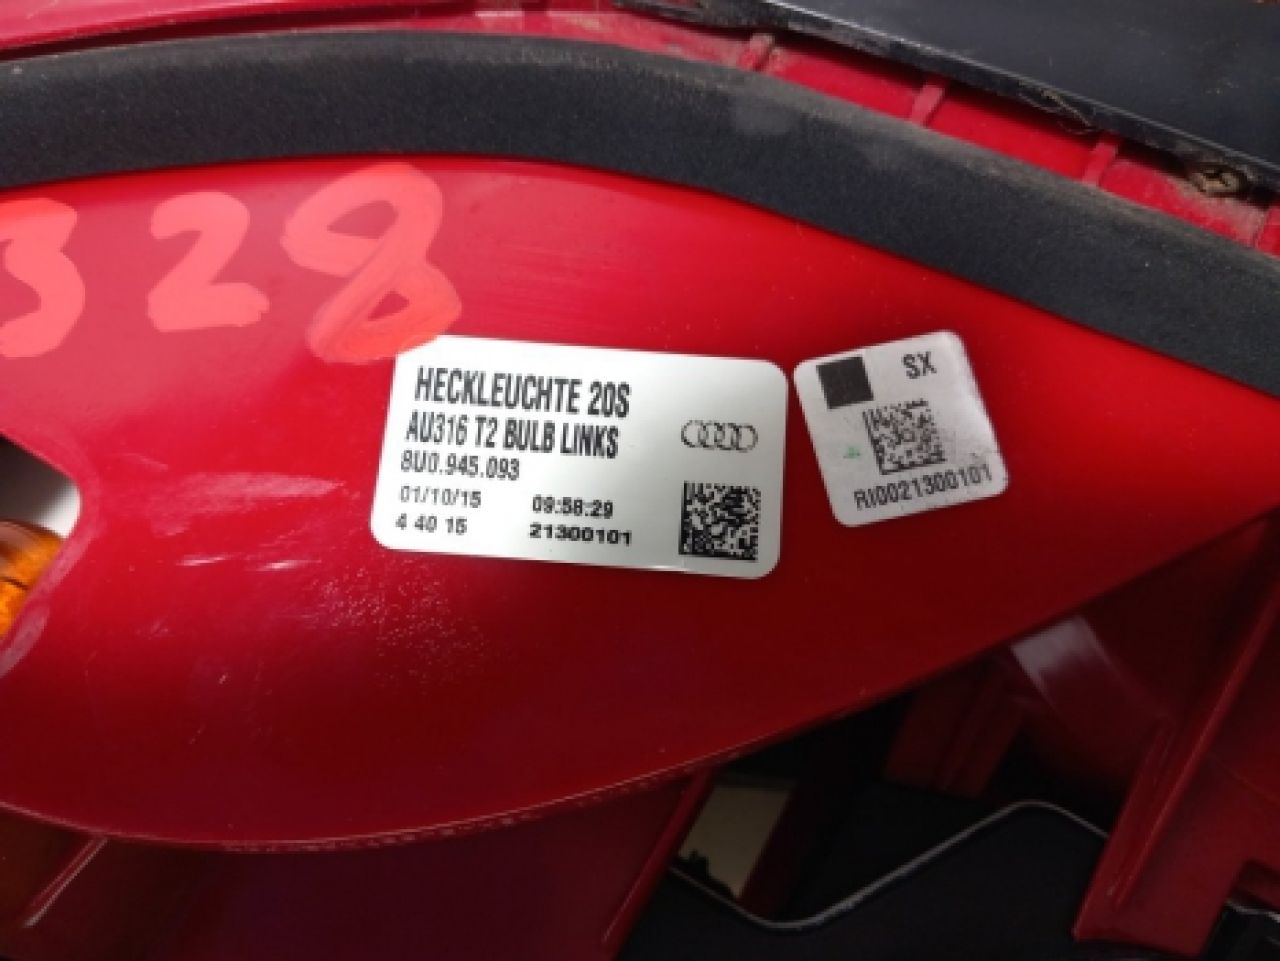 328
HECKLEUCHTE 20S
AU316 T2 BULB LINKS
8U0.945.093
01/10/15 09:58:29
4 40 15 21300101
SX
RI0021300101